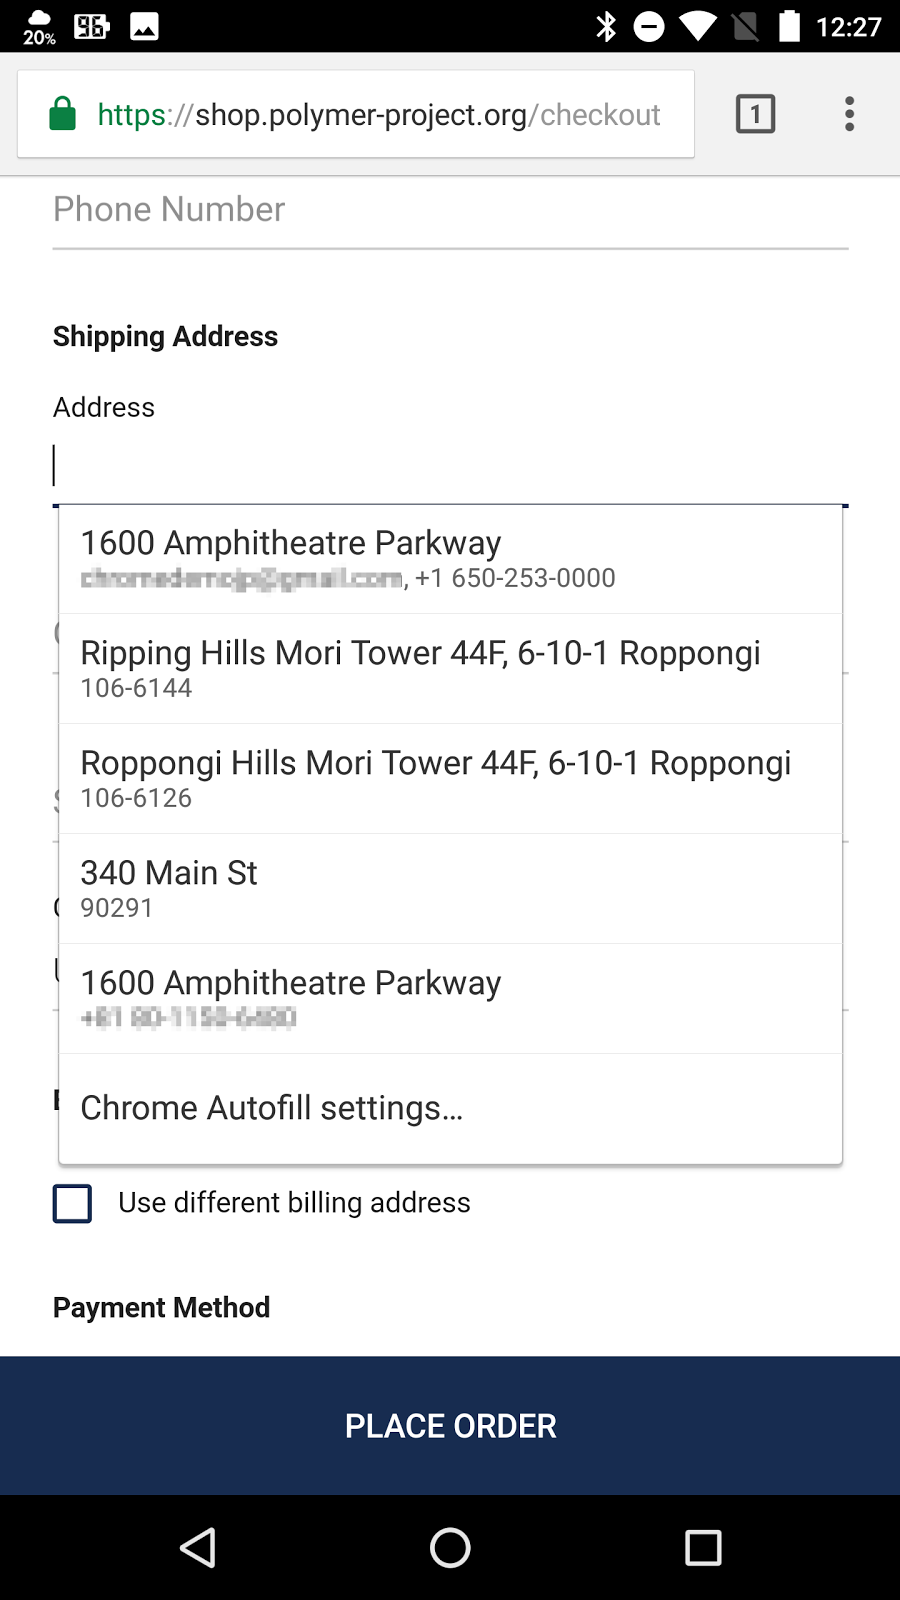 20%
96
12:27
https://shop.polymer-project.org/checkout
1
Phone Number
Shipping Address
Address
1600 Amphitheatre Parkway
, +1 650-253-0000
Ripping Hills Mori Tower 44F, 6-10-1 Roppongi
106-6144
Roppongi Hills Mori Tower 44F, 6-10-1 Roppongi
106-6126
340 Main St
90291
1600 Amphitheatre Parkway
Chrome Autofill settings...
Use different billing address
Payment Method
PLACE ORDER